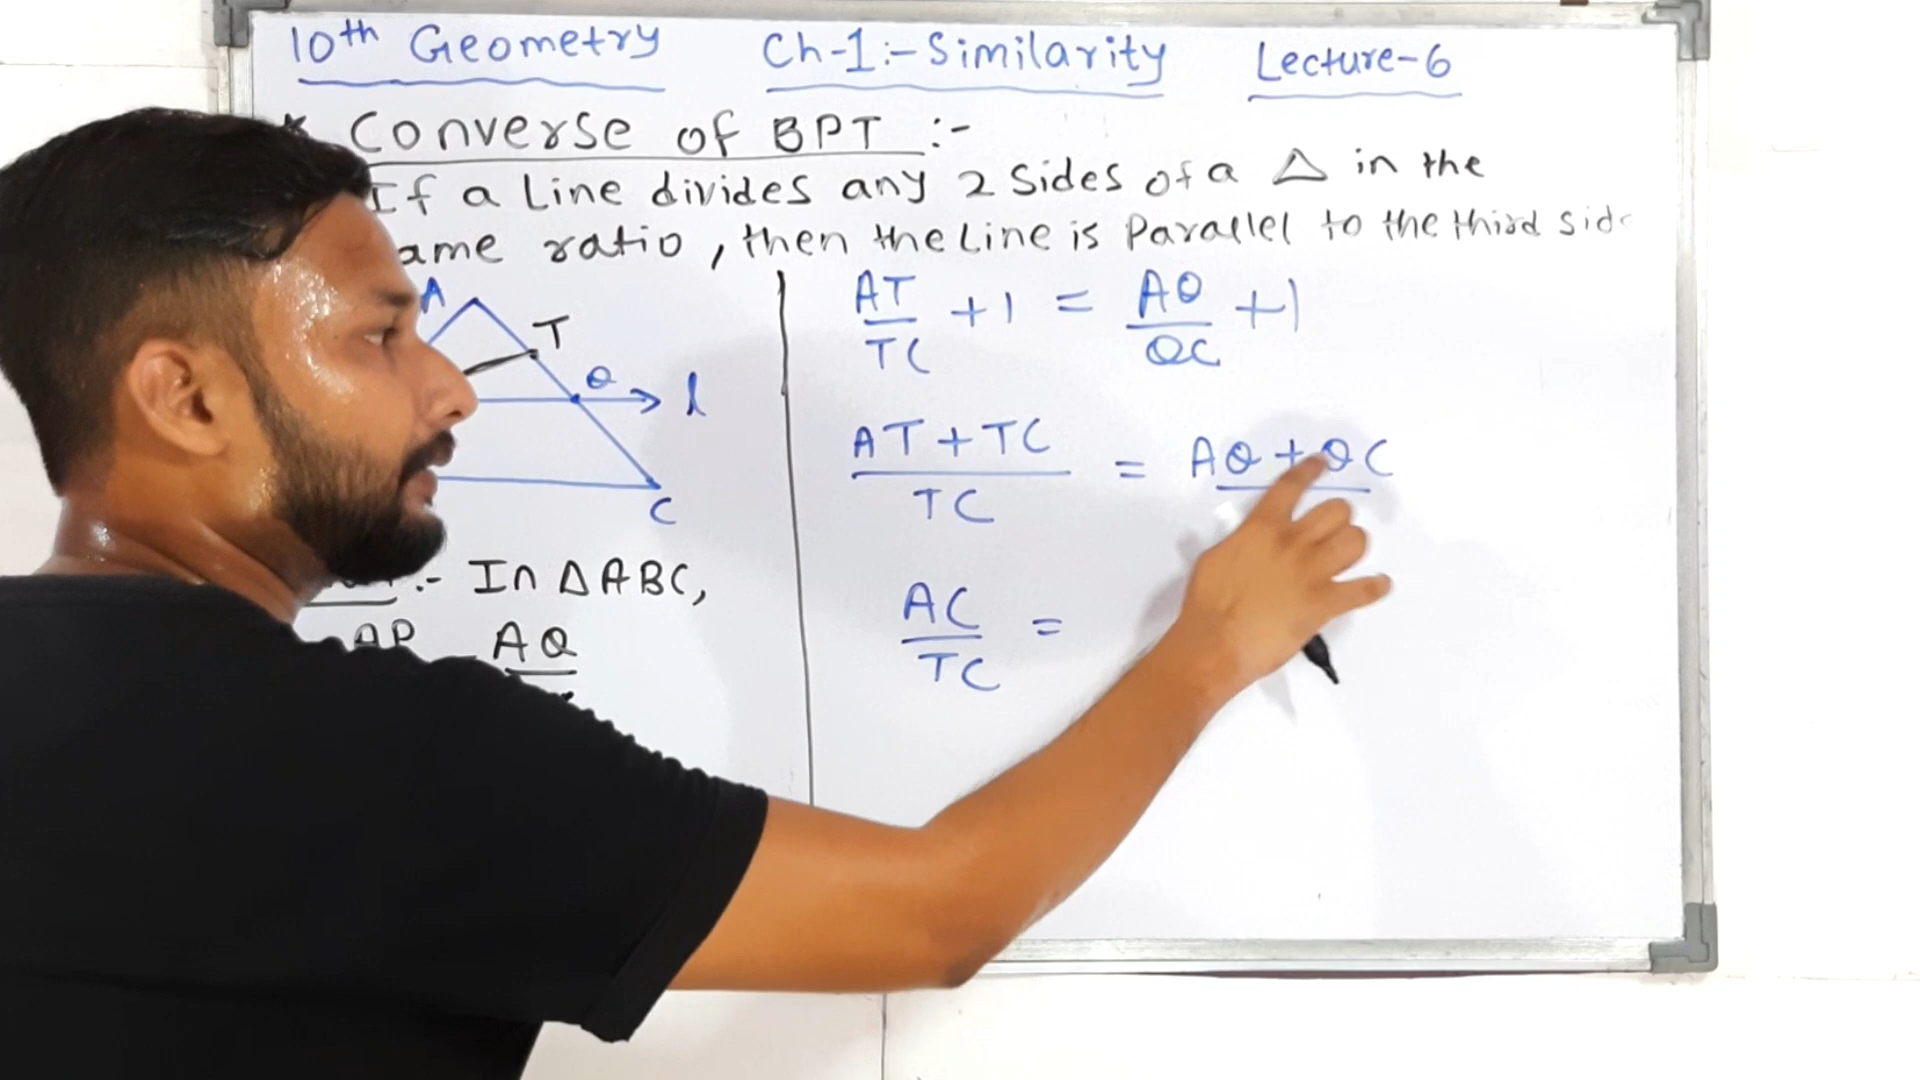 10th Geometry Ch-1:- Similarity Lecture-6
* Converse of BPT :-
If a Line divides any 2 Sides of a △ in the
ame ratio, then the Line is Parallel to the third side
A
T
Q
l
C
:- In △ABC,
AP AQ
AT/TC +1 = AQ/QC +1
AT+TC/TC = AQ+QC
AC/TC =